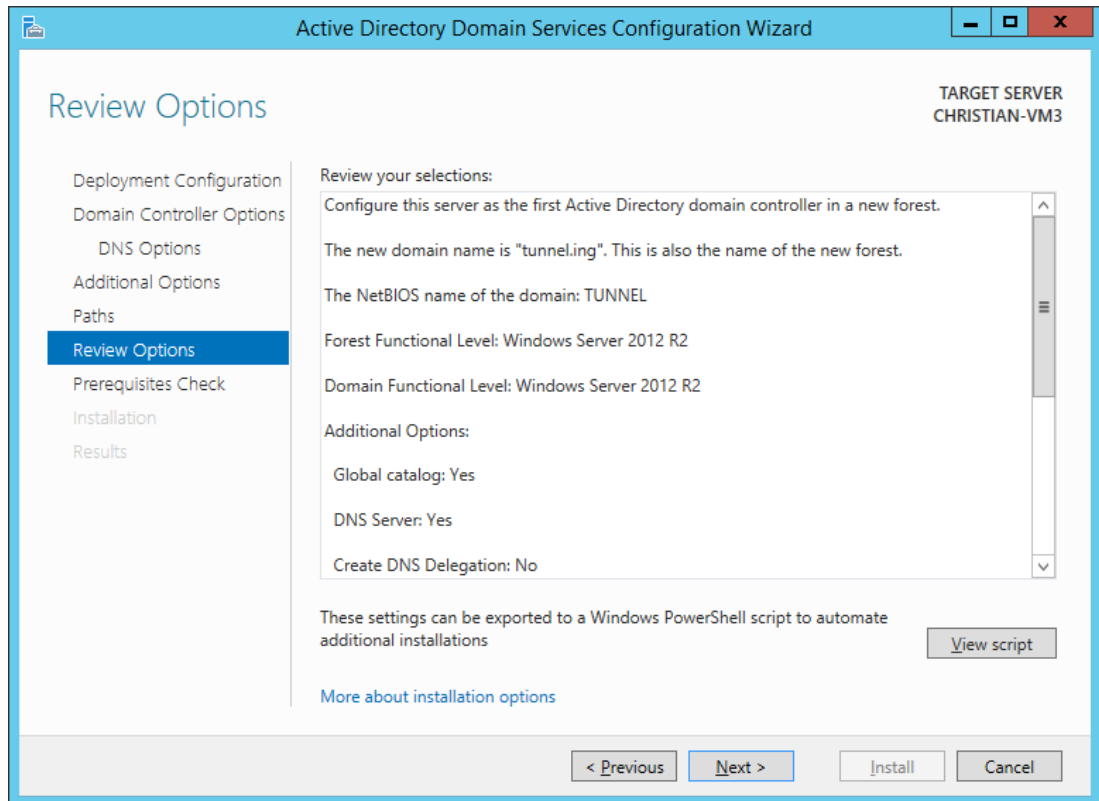 Active Directory Domain Services Configuration Wizard
Review Options
TARGET SERVER
CHRISTIAN-VM3
Deployment Configuration
Domain Controller Options
DNS Options
Additional Options
Paths
Review Options
Prerequisites Check
Installation
Results
Review your selections:
Configure this server as the first Active Directory domain controller in a new forest.
The new domain name is "tunnel.ing". This is also the name of the new forest.
The NetBIOS name of the domain: TUNNEL
Forest Functional Level: Windows Server 2012 R2
Domain Functional Level: Windows Server 2012 R2
Additional Options:
Global catalog: Yes
DNS Server: Yes
Create DNS Delegation: No
These settings can be exported to a Windows PowerShell script to automate
additional installations
View script
More about installation options
< Previous
Next >
Install
Cancel